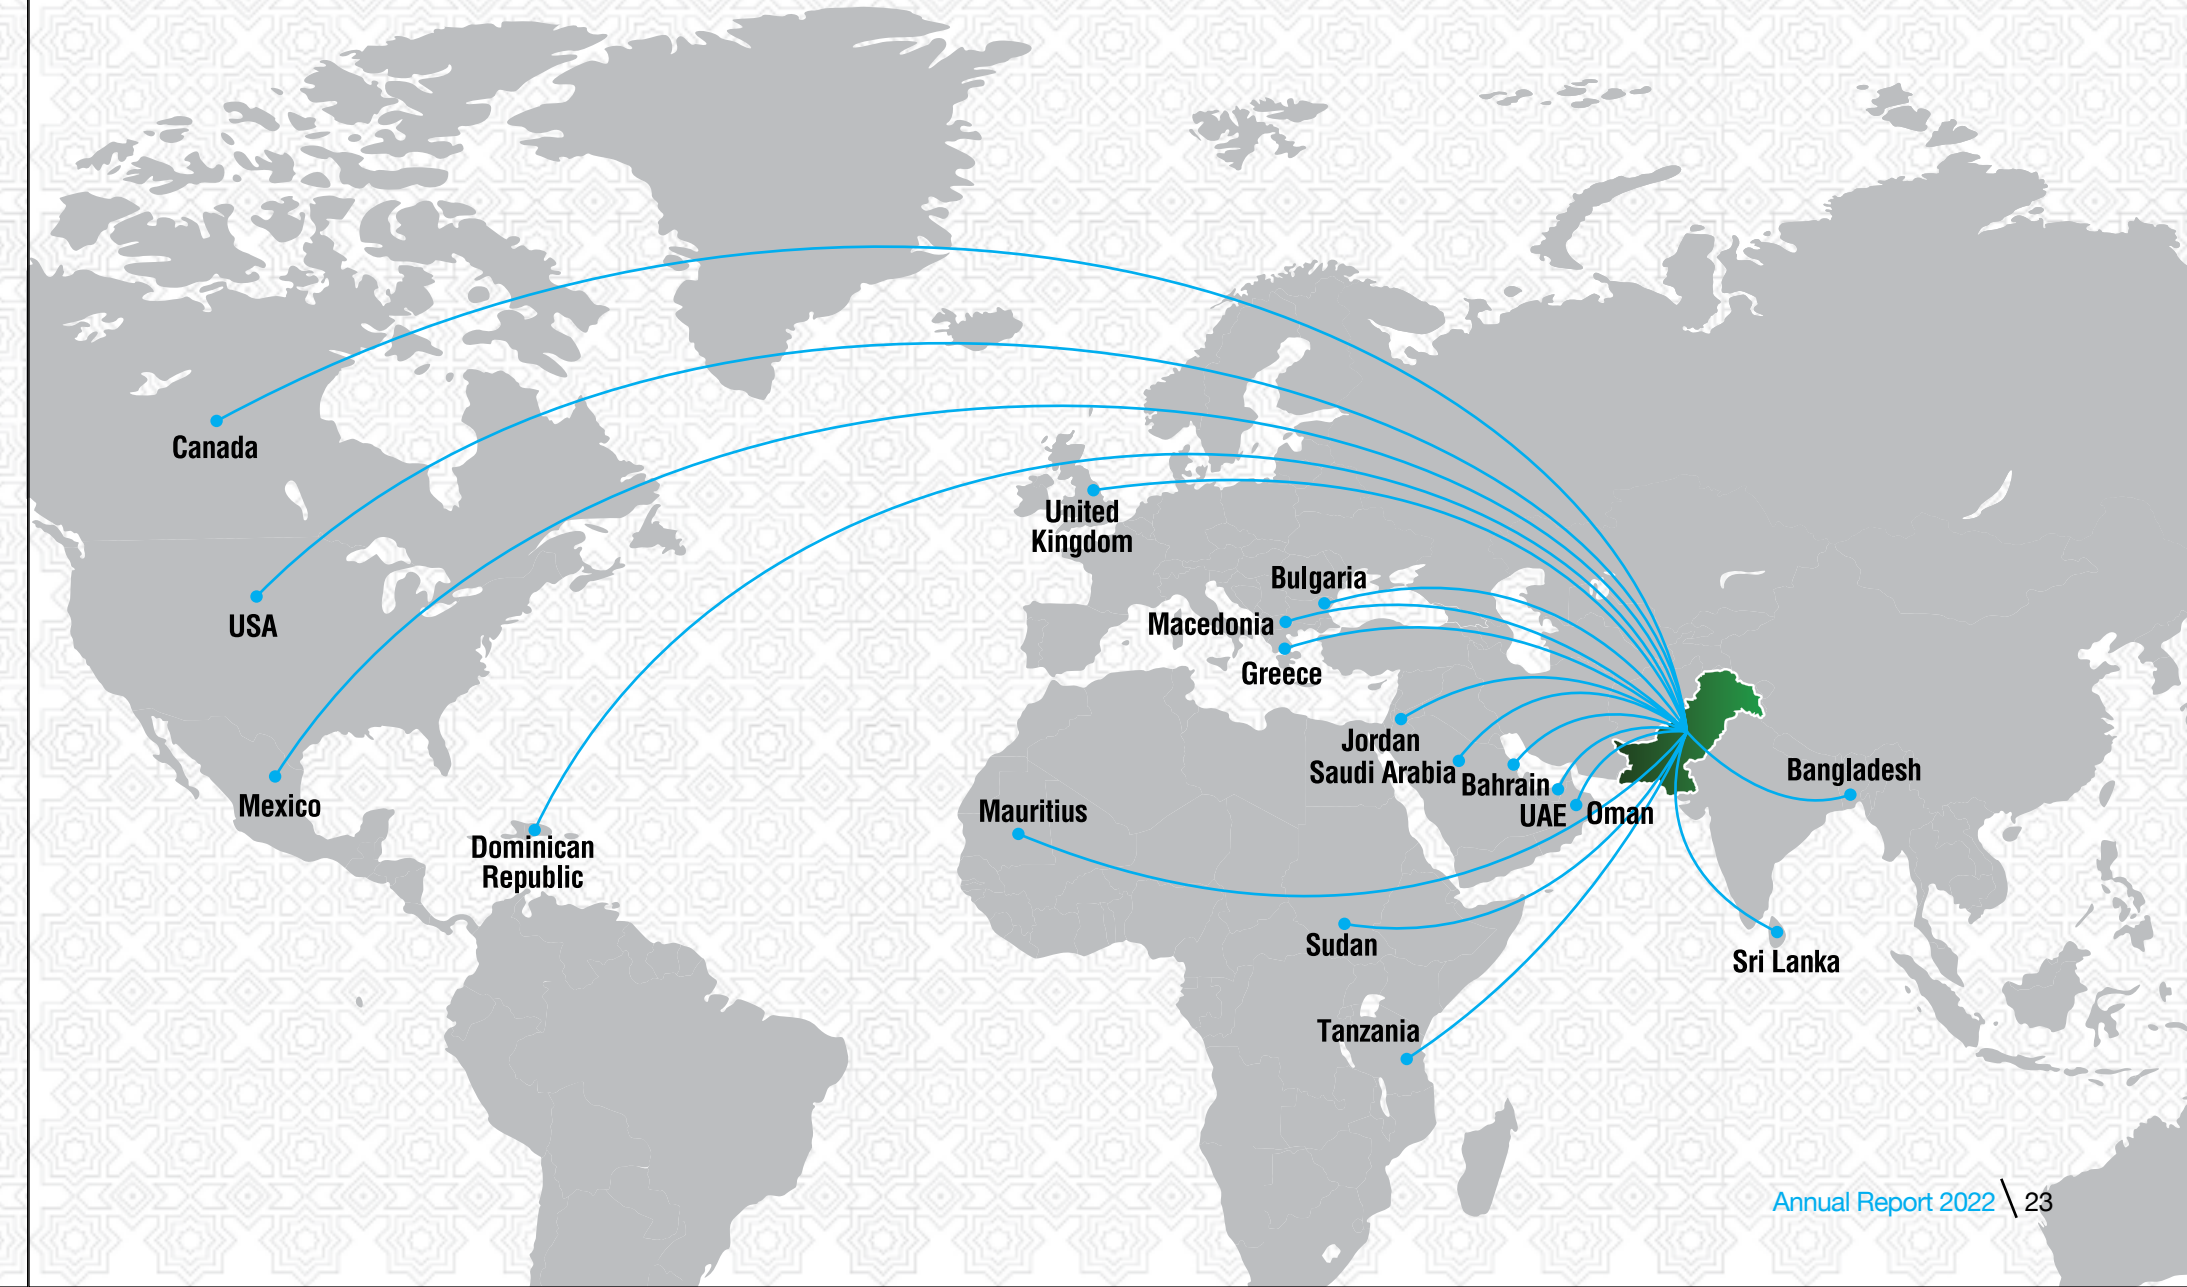 Canada
United
Kingdom
Bulgaria
USA
Macedonia
Greece
Jordan
Saudi Arabia
Bahrain
Bangladesh
Mexico
Mauritius
UAE
Oman
Dominican
Republic
Sudan
Sri Lanka
Tanzania
Annual Report 2022 \ 23